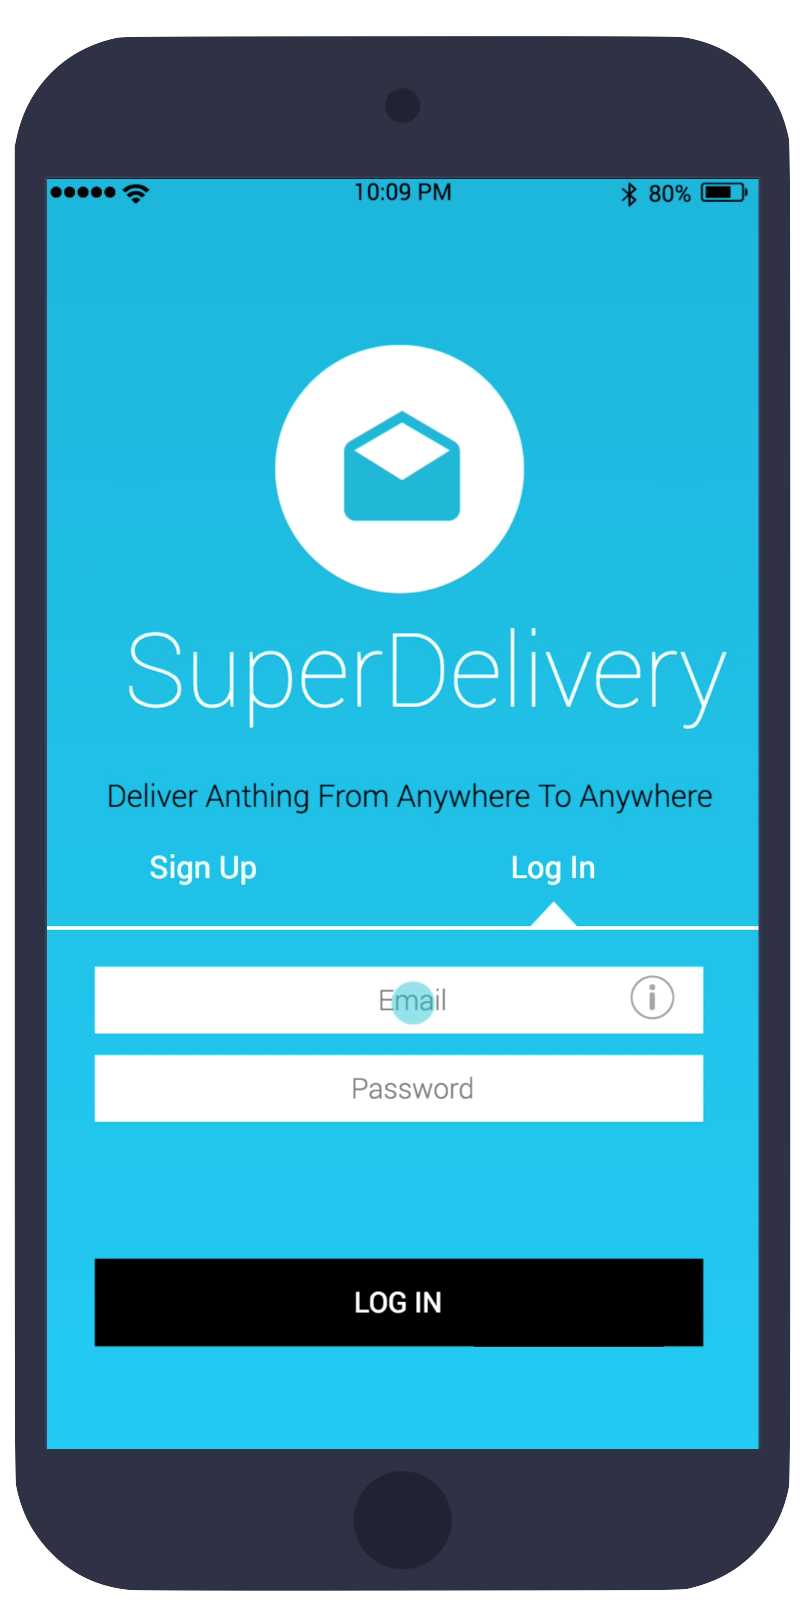 10:09 PM 80%
SuperDelivery
Deliver Anthing From Anywhere To Anywhere
Sign Up Log In
Email
Password
LOG IN